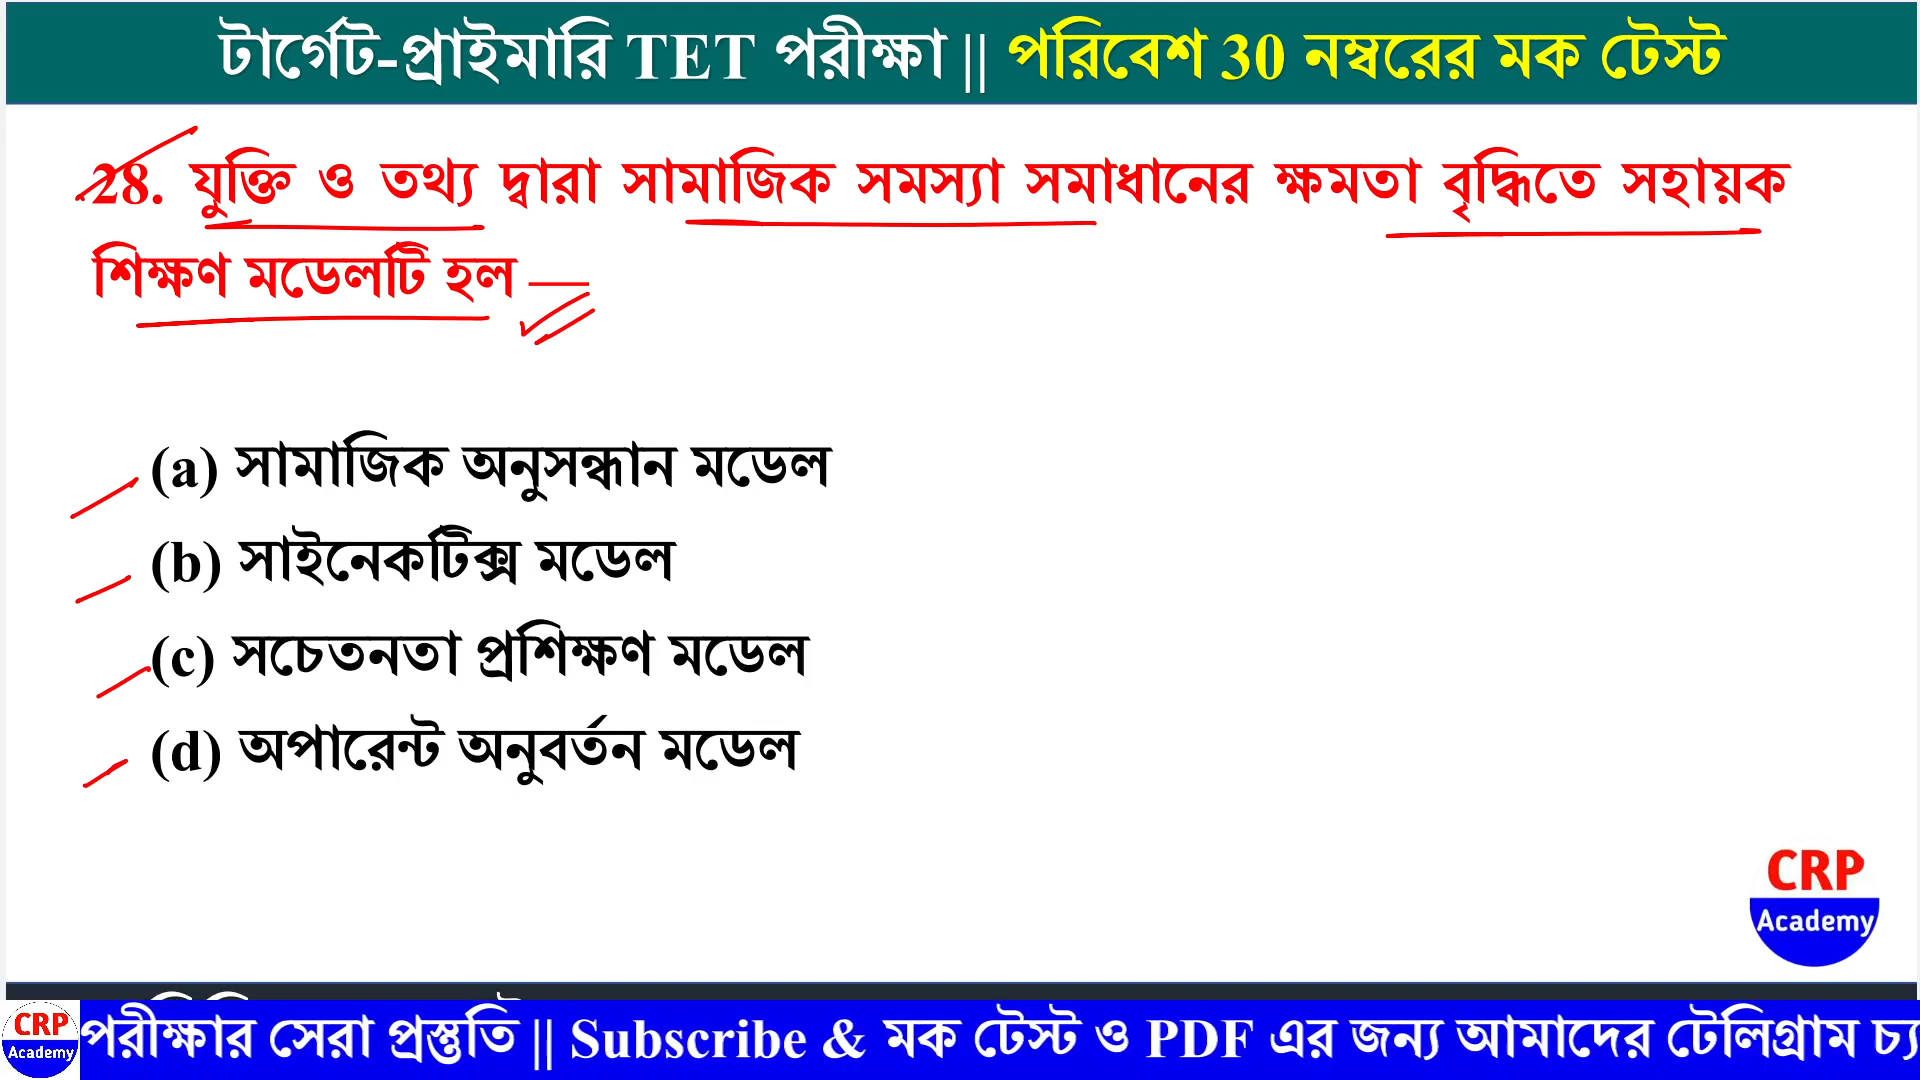 টার্গেট-প্রাইমারি TET পরীক্ষা || পরিবেশ 30 নম্বরের মক টেস্ট
28. যুক্তি ও তথ্য দ্বারা সামাজিক সমস্যা সমাধানের ক্ষমতা বৃদ্ধিতে সহায়ক
শিক্ষণ মডেলটি হল —
(a) সামাজিক অনুসন্ধান মডেল
(b) সাইনেকটিক্স মডেল
(c) সচেতনতা প্রশিক্ষণ মডেল
(d) অপারেন্ট অনুবর্তন মডেল
CRP
Academy
CRP
Academy
পরীক্ষার সেরা প্রস্তুতি || Subscribe & মক টেস্ট ও PDF এর জন্য আমাদের টেলিগ্রাম